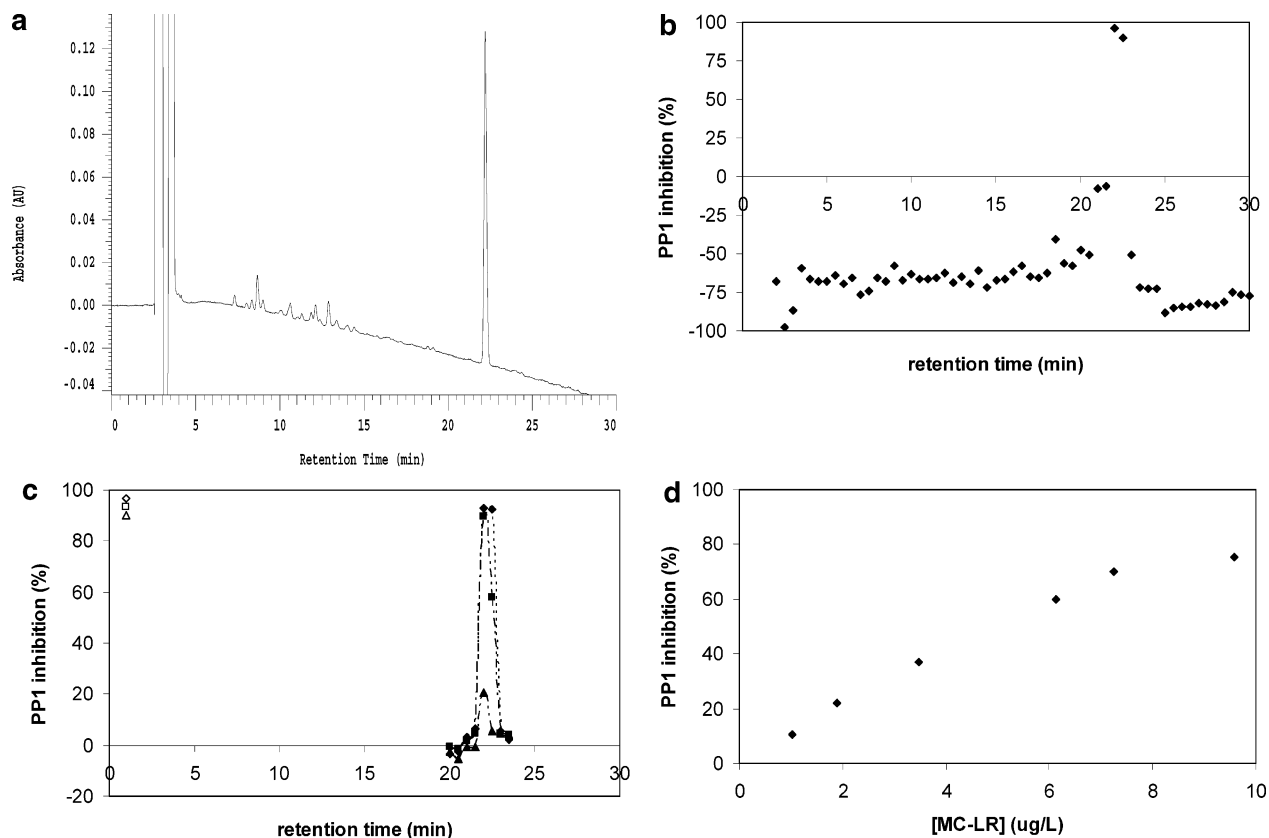 a
0.12
0.10
0.08
0.06
0.04
0.02
0.00
-0.02
-0.04
Absorbance (AU)
0 5 10 15 20 25 30
Retention Time (min)
b
100
75
50
25
0
-25
-50
-75
-100
PP1 inhibition (%)
0 5 10 15 20 25 30
retention time (min)
c
100
80
60
40
20
0
-20
PP1 inhibition (%)
0 5 10 15 20 25 30
retention time (min)
d
100
80
60
40
20
0
PP1 inhibition (%)
0 2 4 6 8 10
[MC-LR] (ug/L)